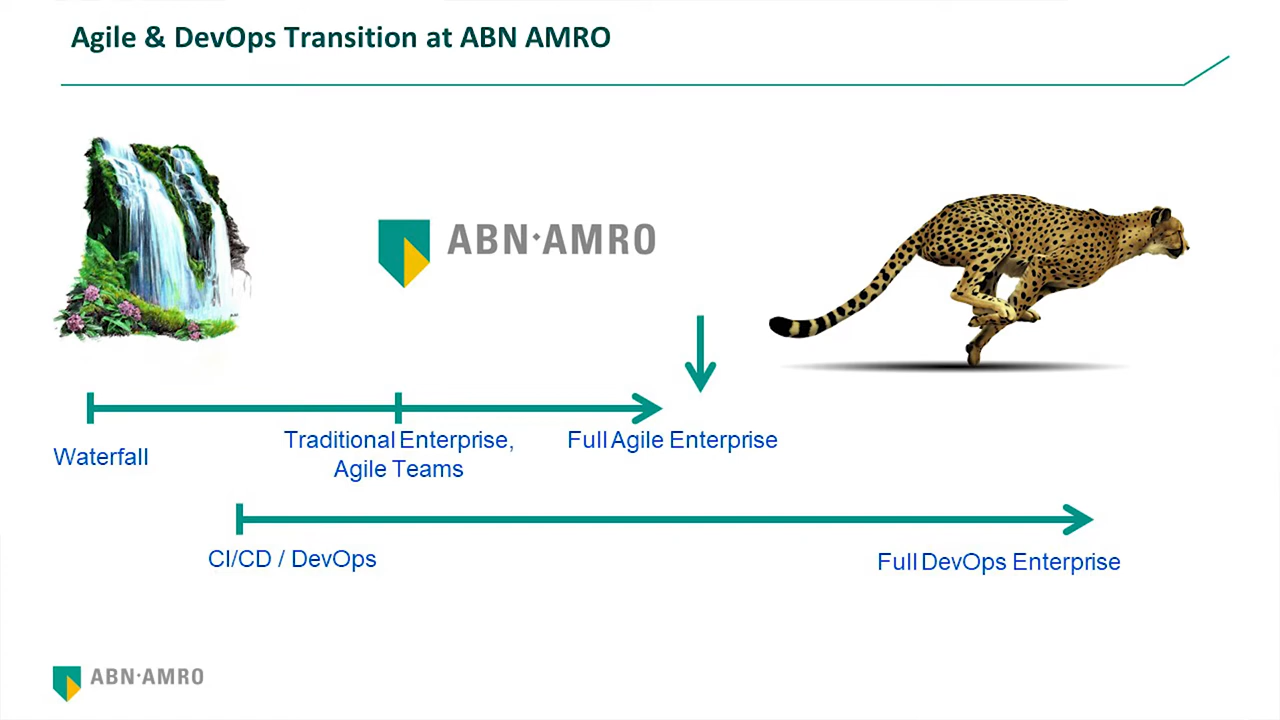 Agile & DevOps Transition at ABN AMRO
ABN·AMRO
Waterfall
Traditional Enterprise,
Agile Teams
Full Agile Enterprise
CI/CD / DevOps
Full DevOps Enterprise
ABN·AMRO